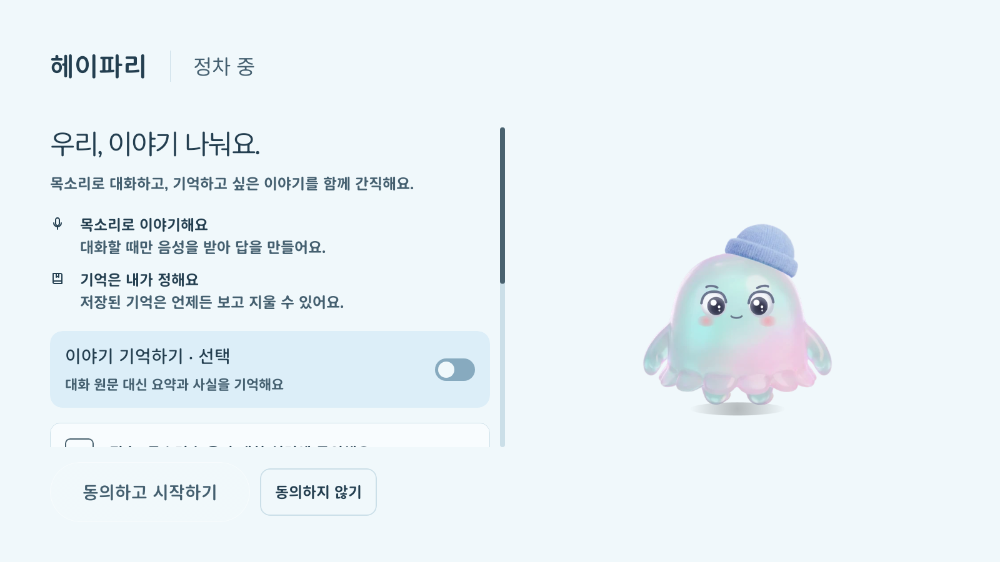 헤이파리
정차 중
우리, 이야기 나눠요.
목소리로 대화하고, 기억하고 싶은 이야기를 함께 간직해요.
목소리로 이야기해요
대화할 때만 음성을 받아 답을 만들어요.
기억은 내가 정해요
저장된 기억은 언제든 보고 지울 수 있어요.
이야기 기억하기 · 선택
대화 원문 대신 요약과 사실을 기억해요
동의하고 시작하기
동의하지 않기